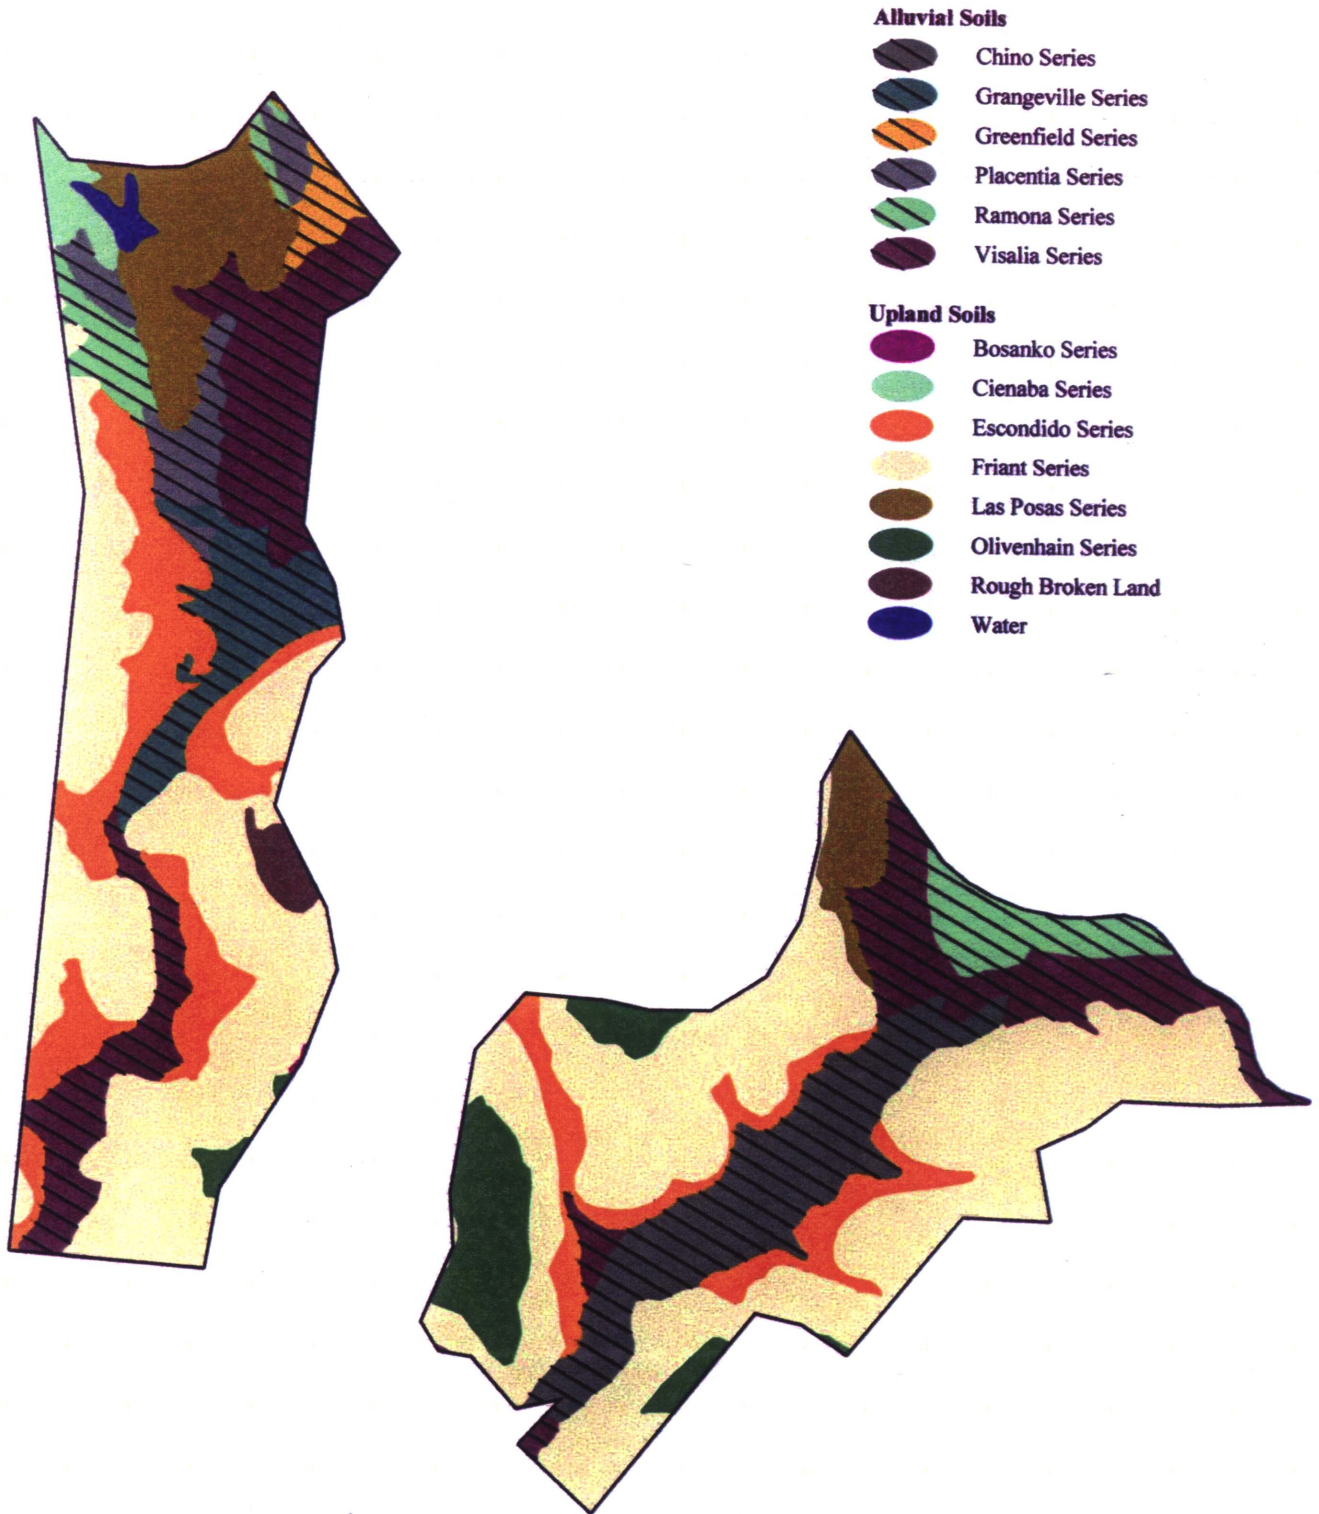 Alluvial Soils
Chino Series
Grangeville Series
Greenfield Series
Placentia Series
Ramona Series
Visalia Series
Upland Soils
Bosanko Series
Cienaba Series
Escondido Series
Friant Series
Las Posas Series
Olivenhain Series
Rough Broken Land
Water